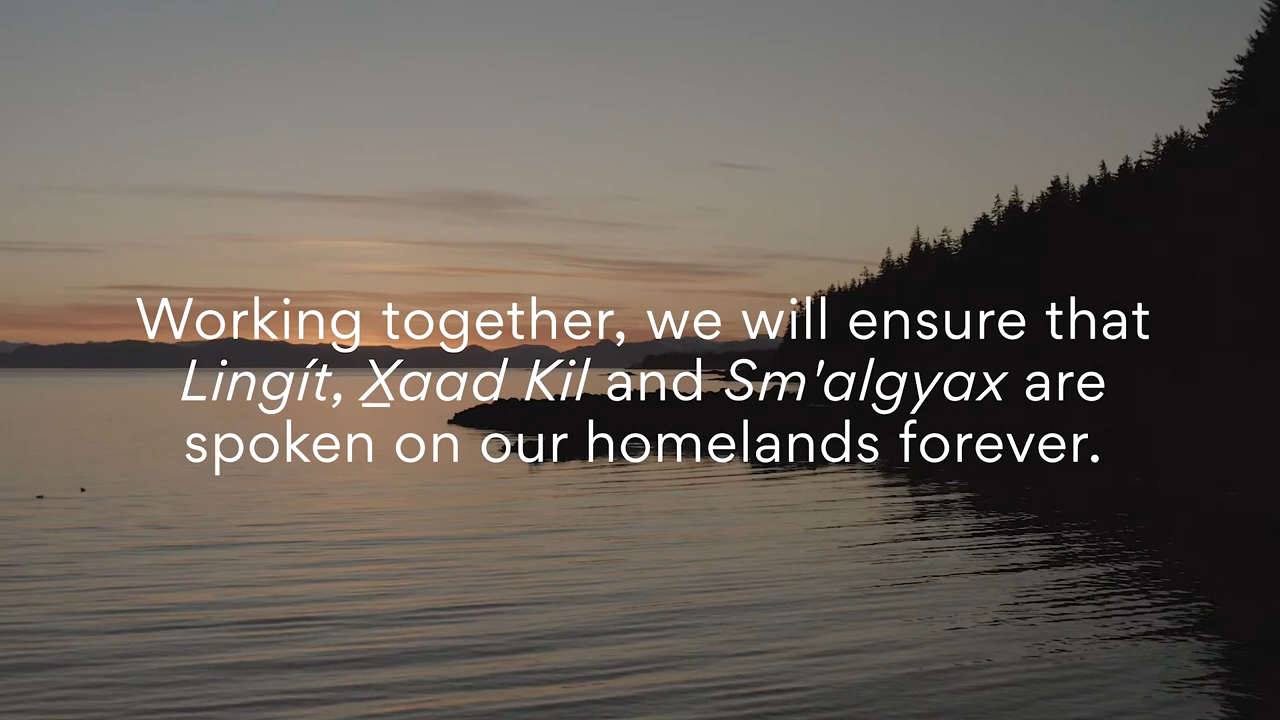 Working together, we will ensure that
Lingít, X̱aad Kil and Sm'algyax are
spoken on our homelands forever.